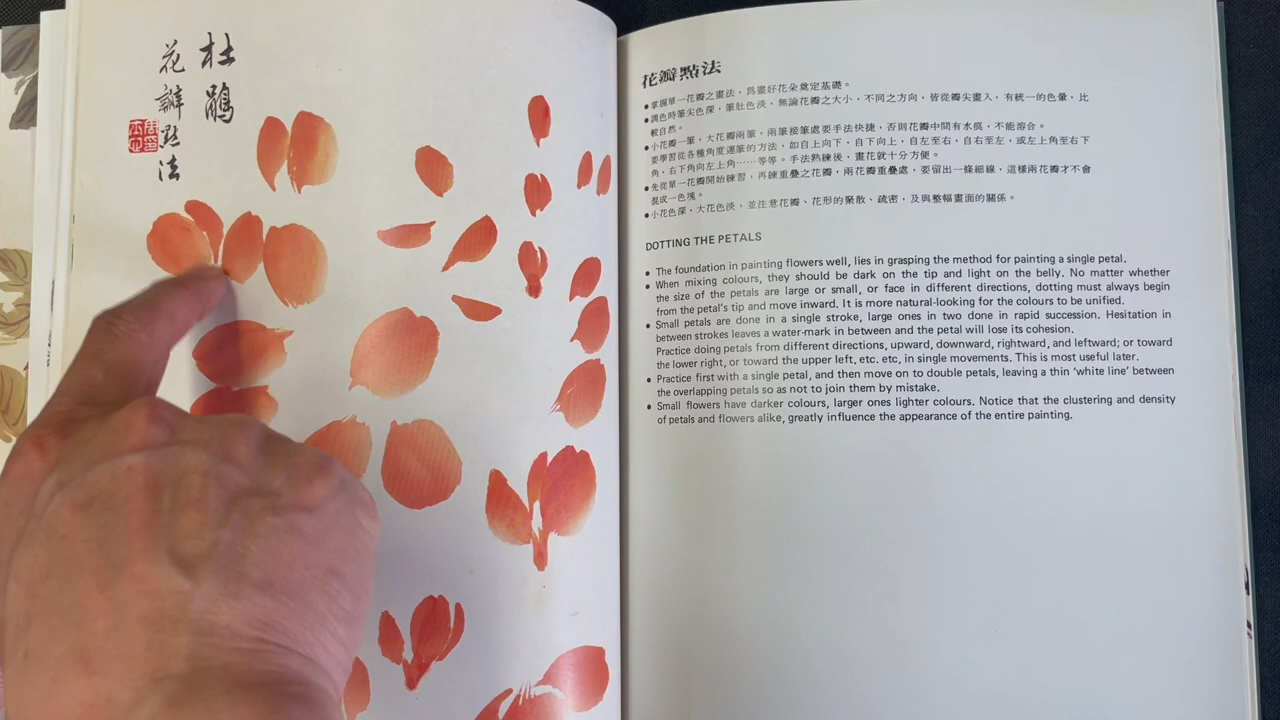 杜鵑
花瓣點法
花瓣點法
●掌握單一花瓣之畫法，爲畫好花朵奠定基礎。
●調色時筆尖色深，筆肚色淡，無論花瓣之大小，不同之方向，皆從瓣尖畫入，有統一的色暈，比
較自然。
●小花瓣一筆，大花瓣兩筆，兩筆接筆處要手法快捷，否則花瓣中間有水痕，不能溶合。
要學習從各種角度運筆的方法，如自上向下，自下向上，自左至右，自右至左，或左上角至右下
角，右下角向左上角……等等。手法熟練後，畫花就十分方便。
●先從單一花瓣開始練習，再練重疊之花瓣，兩花瓣重疊處，要留出一條細線，這樣兩花瓣才不會
混成一色塊。
●小花色深，大花色淡，並注意花瓣、花形的聚散、疏密，及與整幅畫面的關係。
DOTTING THE PETALS
● The foundation in painting flowers well, lies in grasping the method for painting a single petal.
● When mixing colours, they should be dark on the tip and light on the belly. No matter whether
the size of the petals are large or small, or face in different directions, dotting must always begin
from the petal's tip and move inward. It is more natural-looking for the colours to be unified.
● Small petals are done in a single stroke, large ones in two done in rapid succession. Hesitation in
between strokes leaves a water-mark in between and the petal will lose its cohesion.
Practice doing petals from different directions, upward, downward, rightward, and leftward; or toward
the lower right, or toward the upper left, etc. etc, in single movements. This is most useful later.
● Practice first with a single petal, and then move on to double petals, leaving a thin 'white line' between
the overlapping petals so as not to join them by mistake.
● Small flowers have darker colours, larger ones lighter colours. Notice that the clustering and density
of petals and flowers alike, greatly influence the appearance of the entire painting.